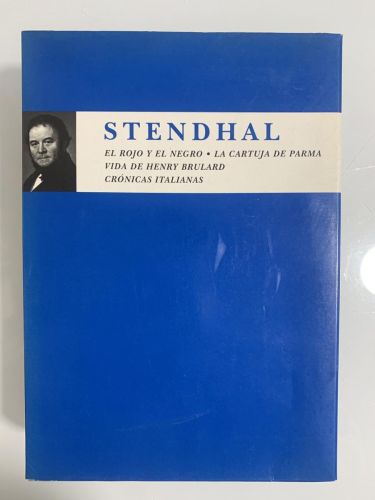 STENDHAL
EL ROJO Y EL NEGRO • LA CARTUJA DE PARMA
VIDA DE HENRY BRULARD
CRÓNICAS ITALIANAS